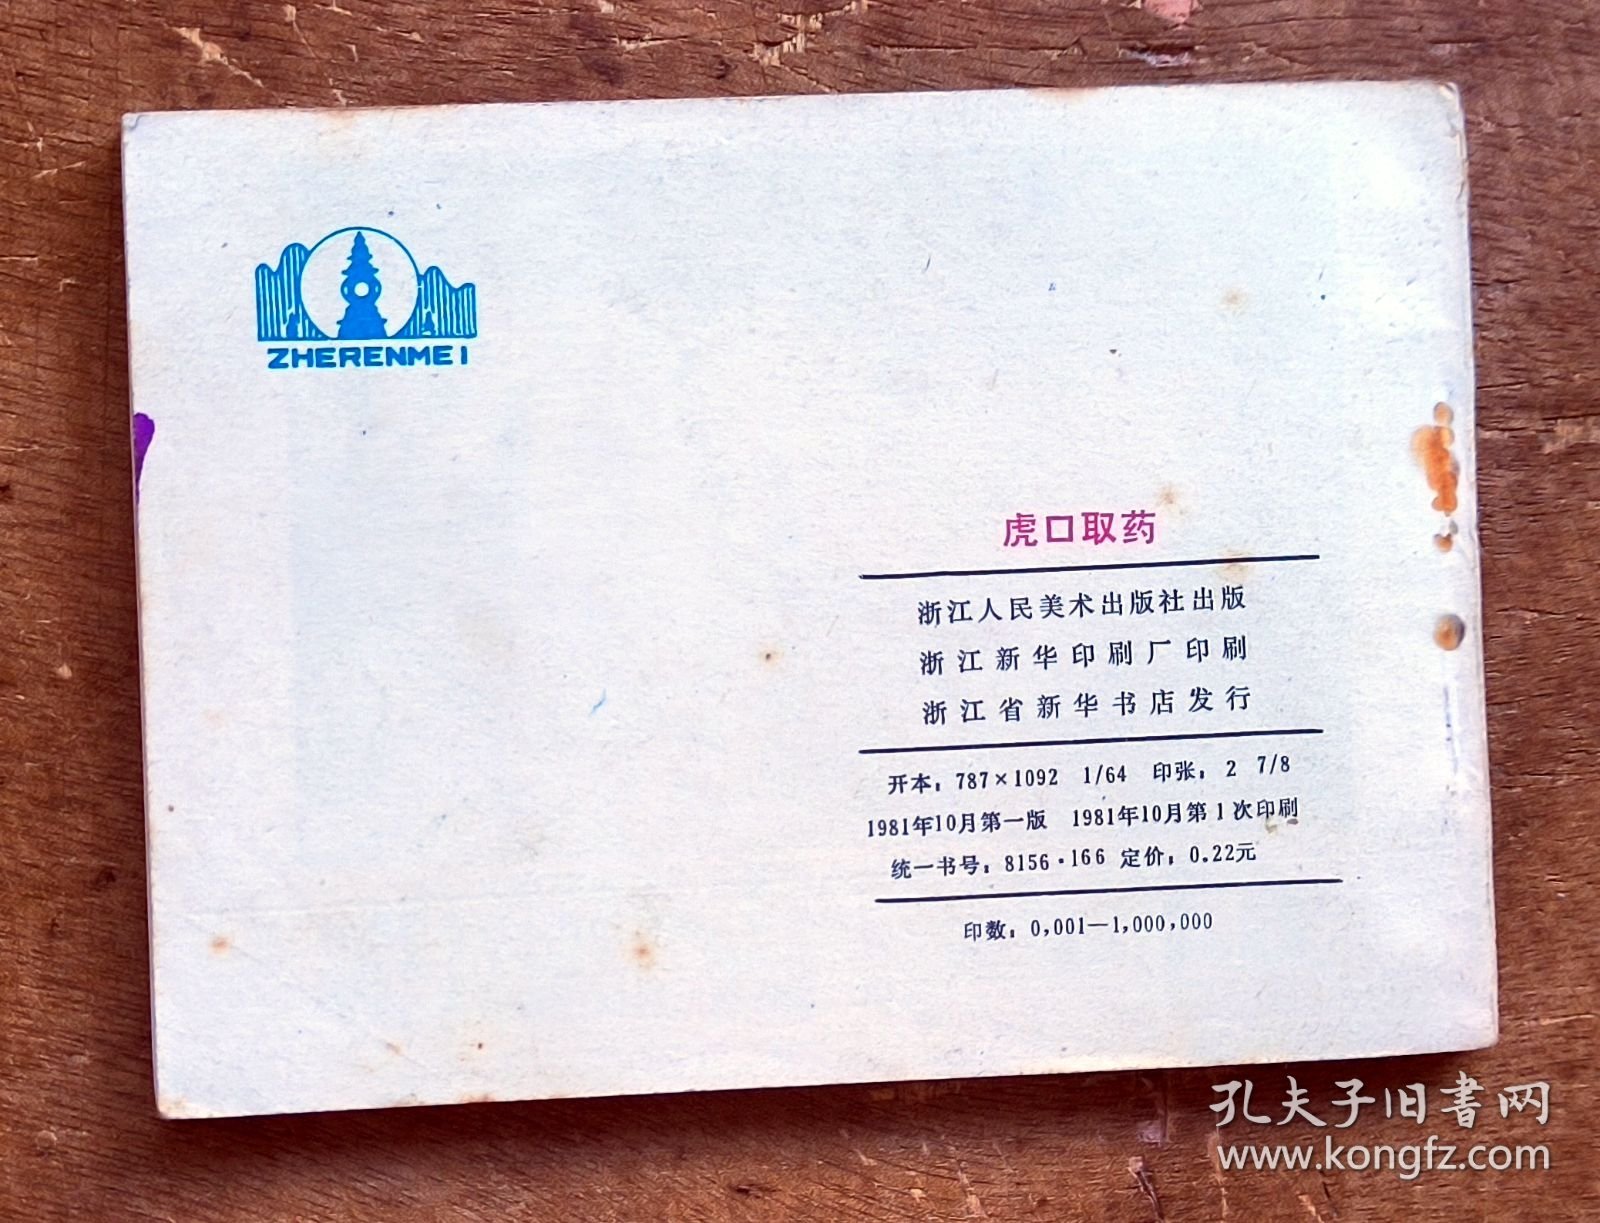 ZHERENMEI
虎口取药
浙江人民美术出版社出版
浙江新华印刷厂印刷
浙江省新华书店发行
开本：787×1092 1/64 印张：2 7/8
1981年10月第一版 1981年10月第1次印刷
统一书号：8156·166 定价：0.22元
印数：0,001—1,000,000
孔夫子旧书网
www.kongfz.com